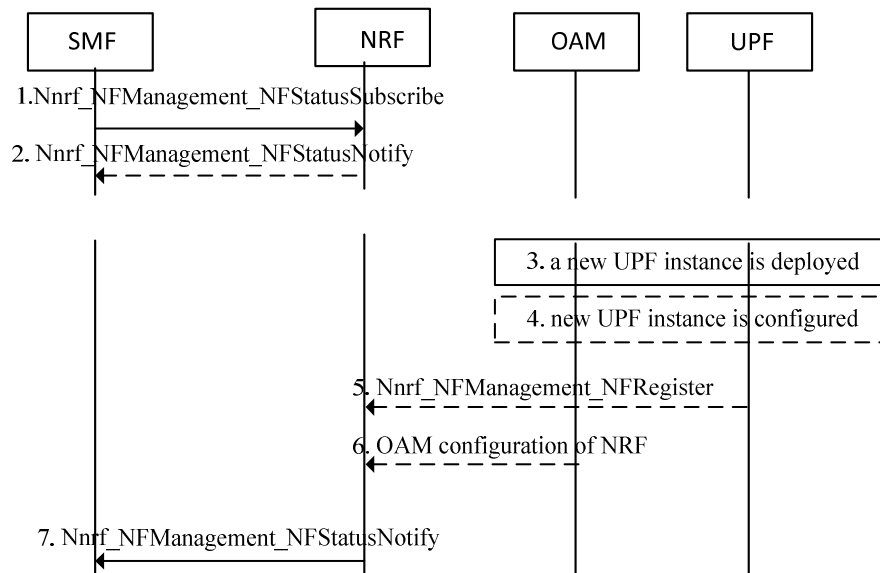 SMF
NRF
OAM
UPF
1.Nnrf_NFManagement_NFStatusSubscribe
2. Nnrf_NFManagement_NFStatusNotify
3. a new UPF instance is deployed
4. new UPF instance is configured
5. Nnrf_NFManagement_NFRegister
6. OAM configuration of NRF
7. Nnrf_NFManagement_NFStatusNotify